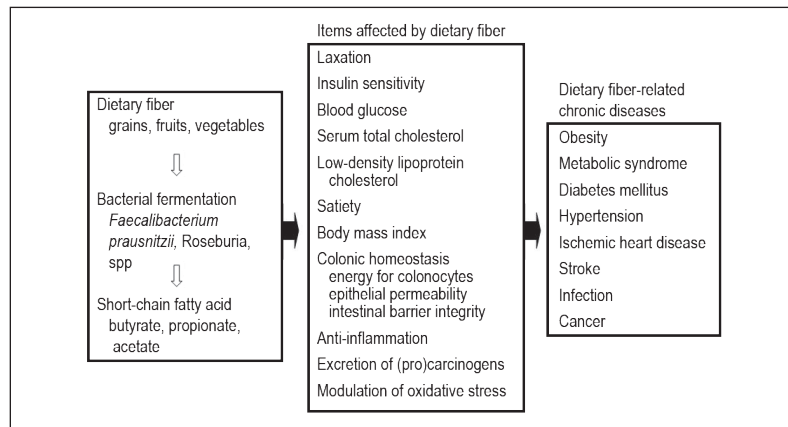 Dietary fiber
grains, fruits, vegetables
Bacterial fermentation
Faecalibacterium
prausnitzii, Roseburia,
spp
Short-chain fatty acid
butyrate, propionate,
acetate
Items affected by dietary fiber
Laxation
Insulin sensitivity
Blood glucose
Serum total cholesterol
Low-density lipoprotein
cholesterol
Satiety
Body mass index
Colonic homeostasis
energy for colonocytes
epithelial permeability
intestinal barrier integrity
Anti-inflammation
Excretion of (pro)carcinogens
Modulation of oxidative stress
Dietary fiber-related
chronic diseases
Obesity
Metabolic syndrome
Diabetes mellitus
Hypertension
Ischemic heart disease
Stroke
Infection
Cancer